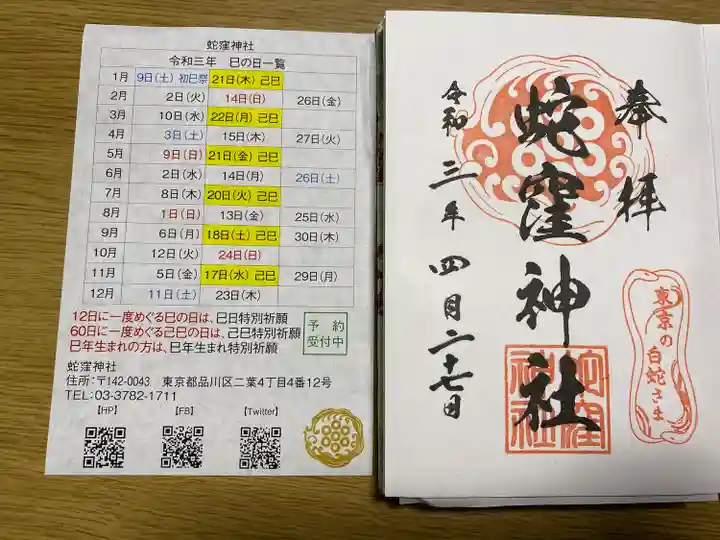 蛇窪神社
令和三年 巳の日一覧
1月 9日(土) 初巳祭 21日(木) 己巳
2月 2日(火) 14日(日) 26日(金)
3月 10日(水) 22日(月) 己巳
4月 3日(土) 15日(木) 27日(火)
5月 9日(日) 21日(金) 己巳
6月 2日(水) 14日(月) 26日(土)
7月 8日(木) 20日(火) 己巳
8月 1日(日) 13日(金) 25日(水)
9月 6日(月) 18日(土) 己巳 30日(木)
10月 12日(火) 24日(日)
11月 5日(金) 17日(水) 己巳 29日(月)
12月 11日(土) 23日(木)
12日に一度めぐる巳の日は、巳日特別祈願
60日に一度めぐる己巳の日は、己巳特別祈願
巳年生まれの方は、巳年生まれ特別祈願
予約
受付中
蛇窪神社
住所:〒142-0043 東京都品川区二葉4丁目4番12号
TEL:03-3782-1711
【HP】 【FB】 【Twitter】
奉拝
蛇窪神社
令和三年四月二十七日
東京の
白蛇さま
蛇窪
神社